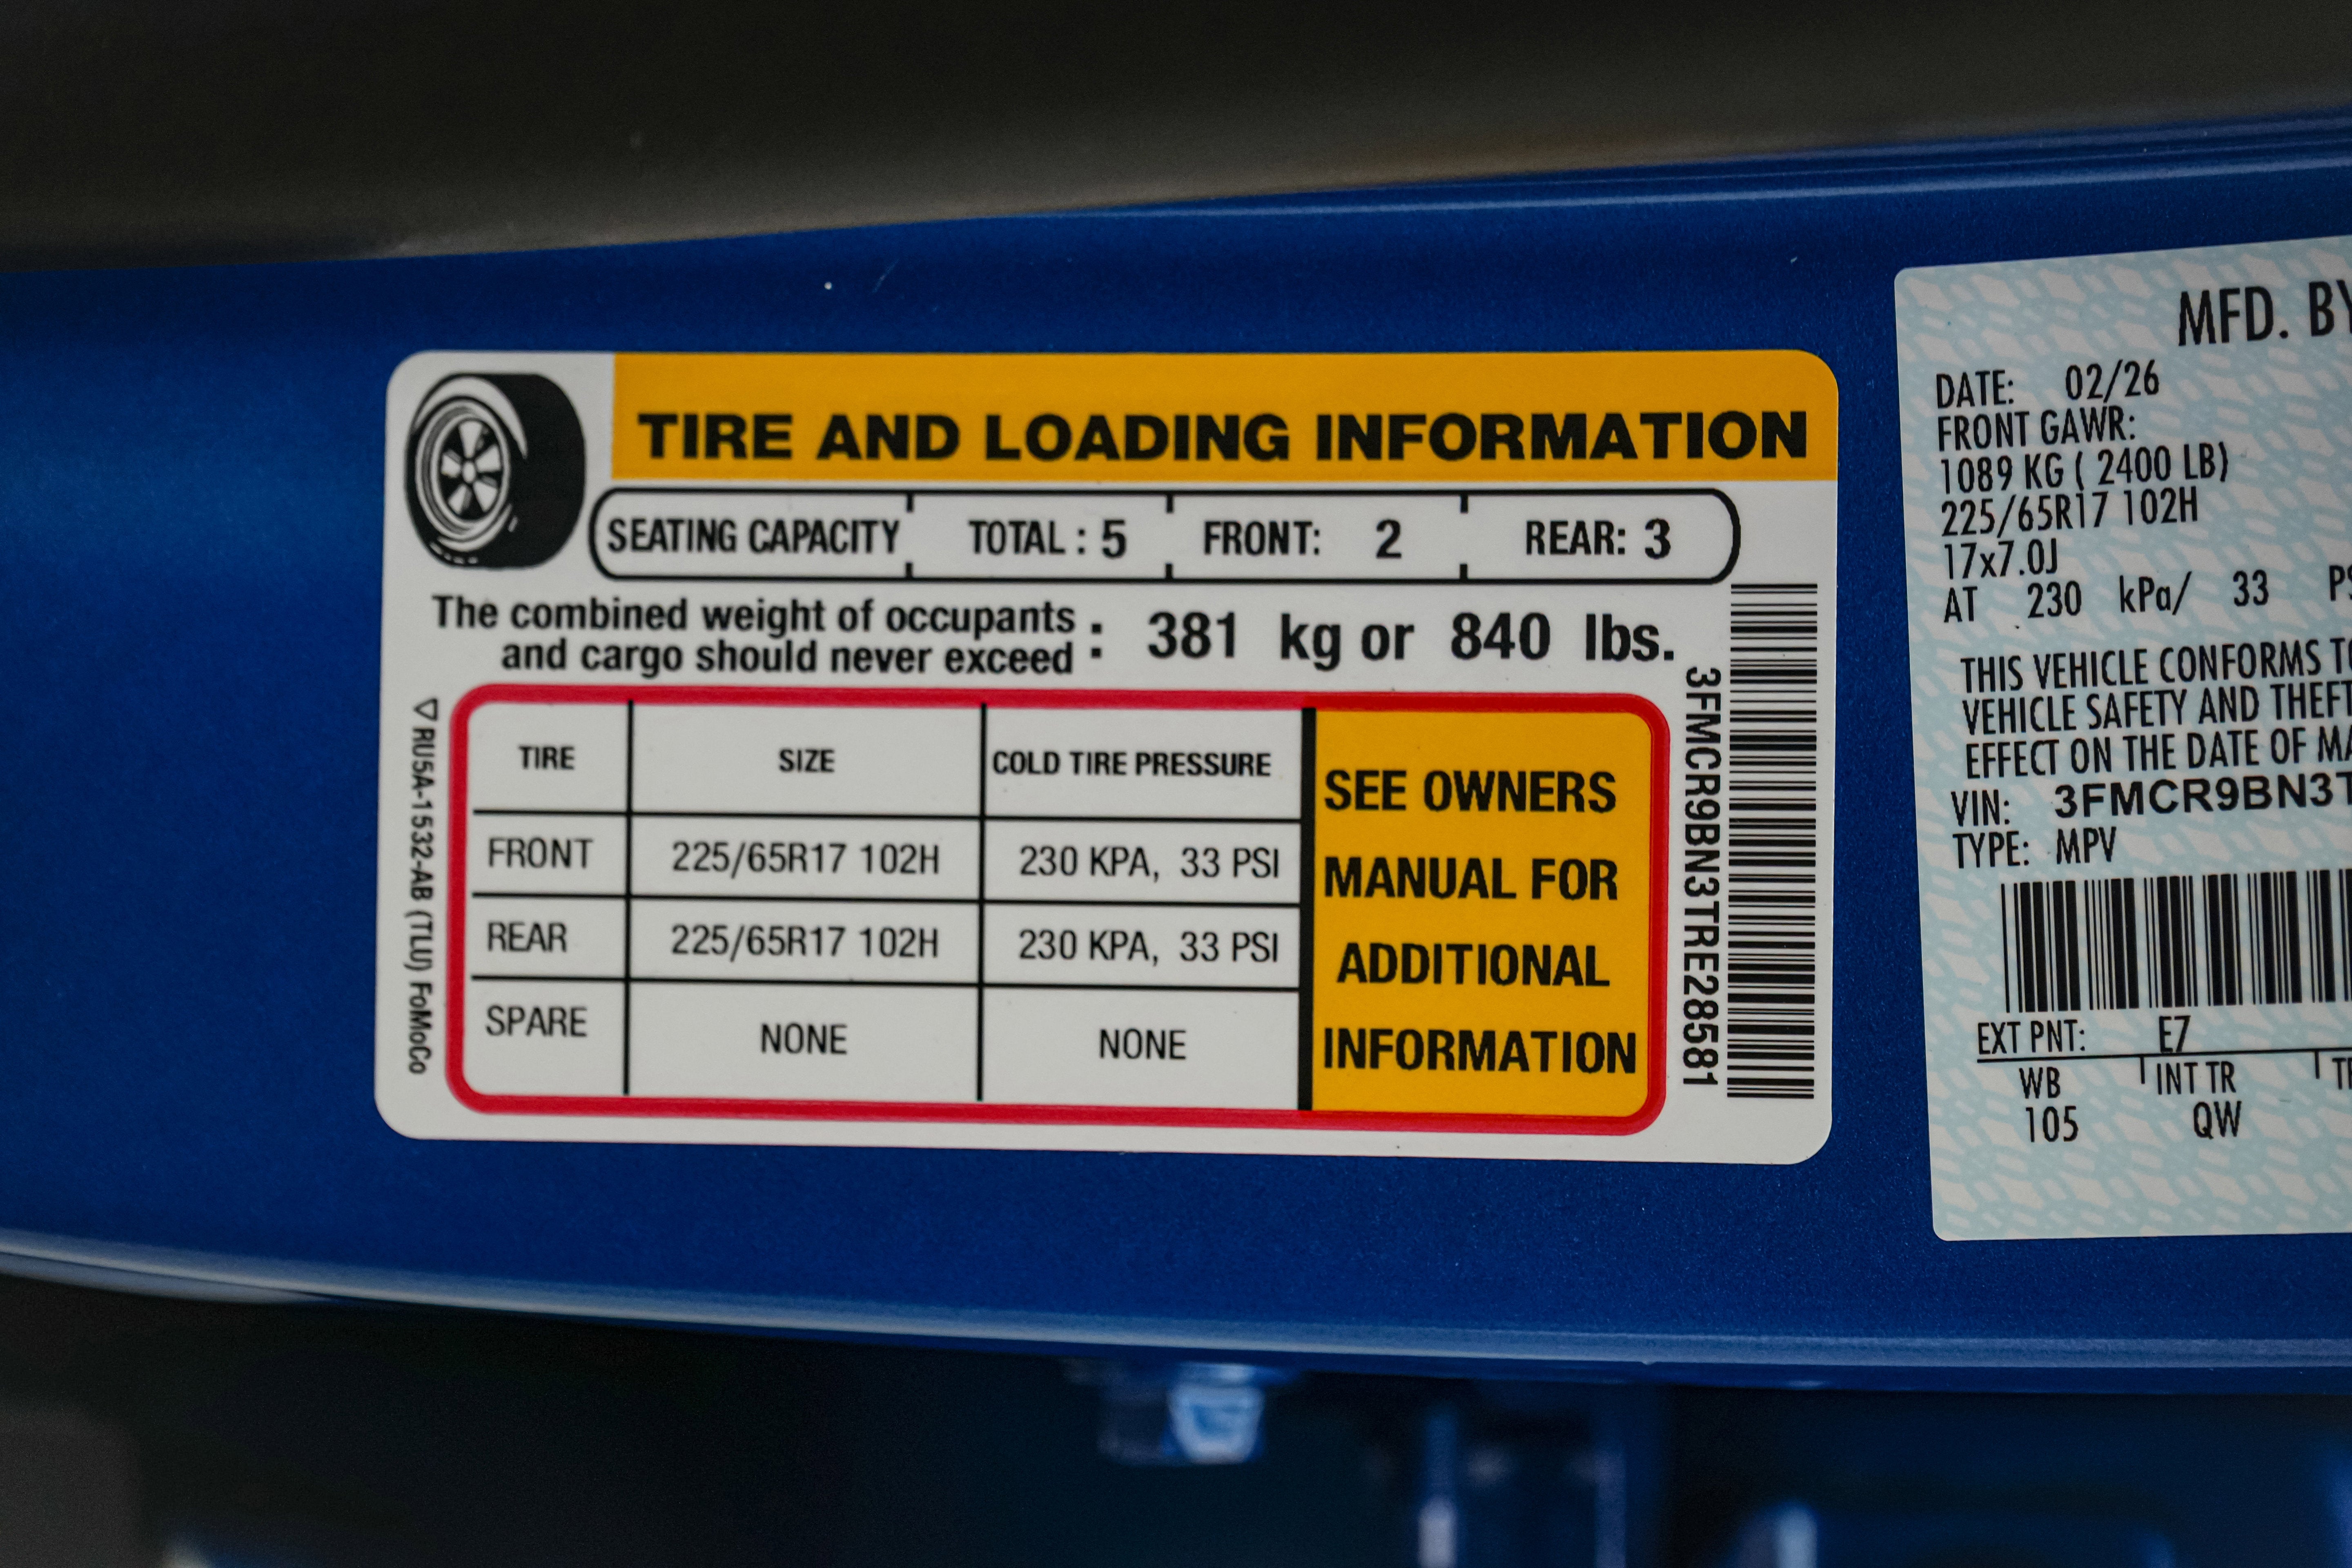 TIRE AND LOADING INFORMATION
SEATING CAPACITY TOTAL : 5 FRONT: 2 REAR: 3
The combined weight of occupants
and cargo should never exceed : 381 kg or 840 lbs.
TIRE SIZE COLD TIRE PRESSURE
FRONT 225/65R17 102H 230 KPA, 33 PSI
REAR 225/65R17 102H 230 KPA, 33 PSI
SPARE NONE NONE
SEE OWNERS
MANUAL FOR
ADDITIONAL
INFORMATION
RU5A-1532-AB (TLU) FoMoCo
3FMCR9BN3TRE28581
MFD. BY
DATE: 02/26
FRONT GAWR:
1089 KG ( 2400 LB)
225/65R17 102H
17x7.0J
AT 230 kPa/ 33 PS
THIS VEHICLE CONFORMS TO
VEHICLE SAFETY AND THEFT
EFFECT ON THE DATE OF MA
VIN: 3FMCR9BN3T
TYPE: MPV
EXT PNT: E7
WB INT TR
105 QW